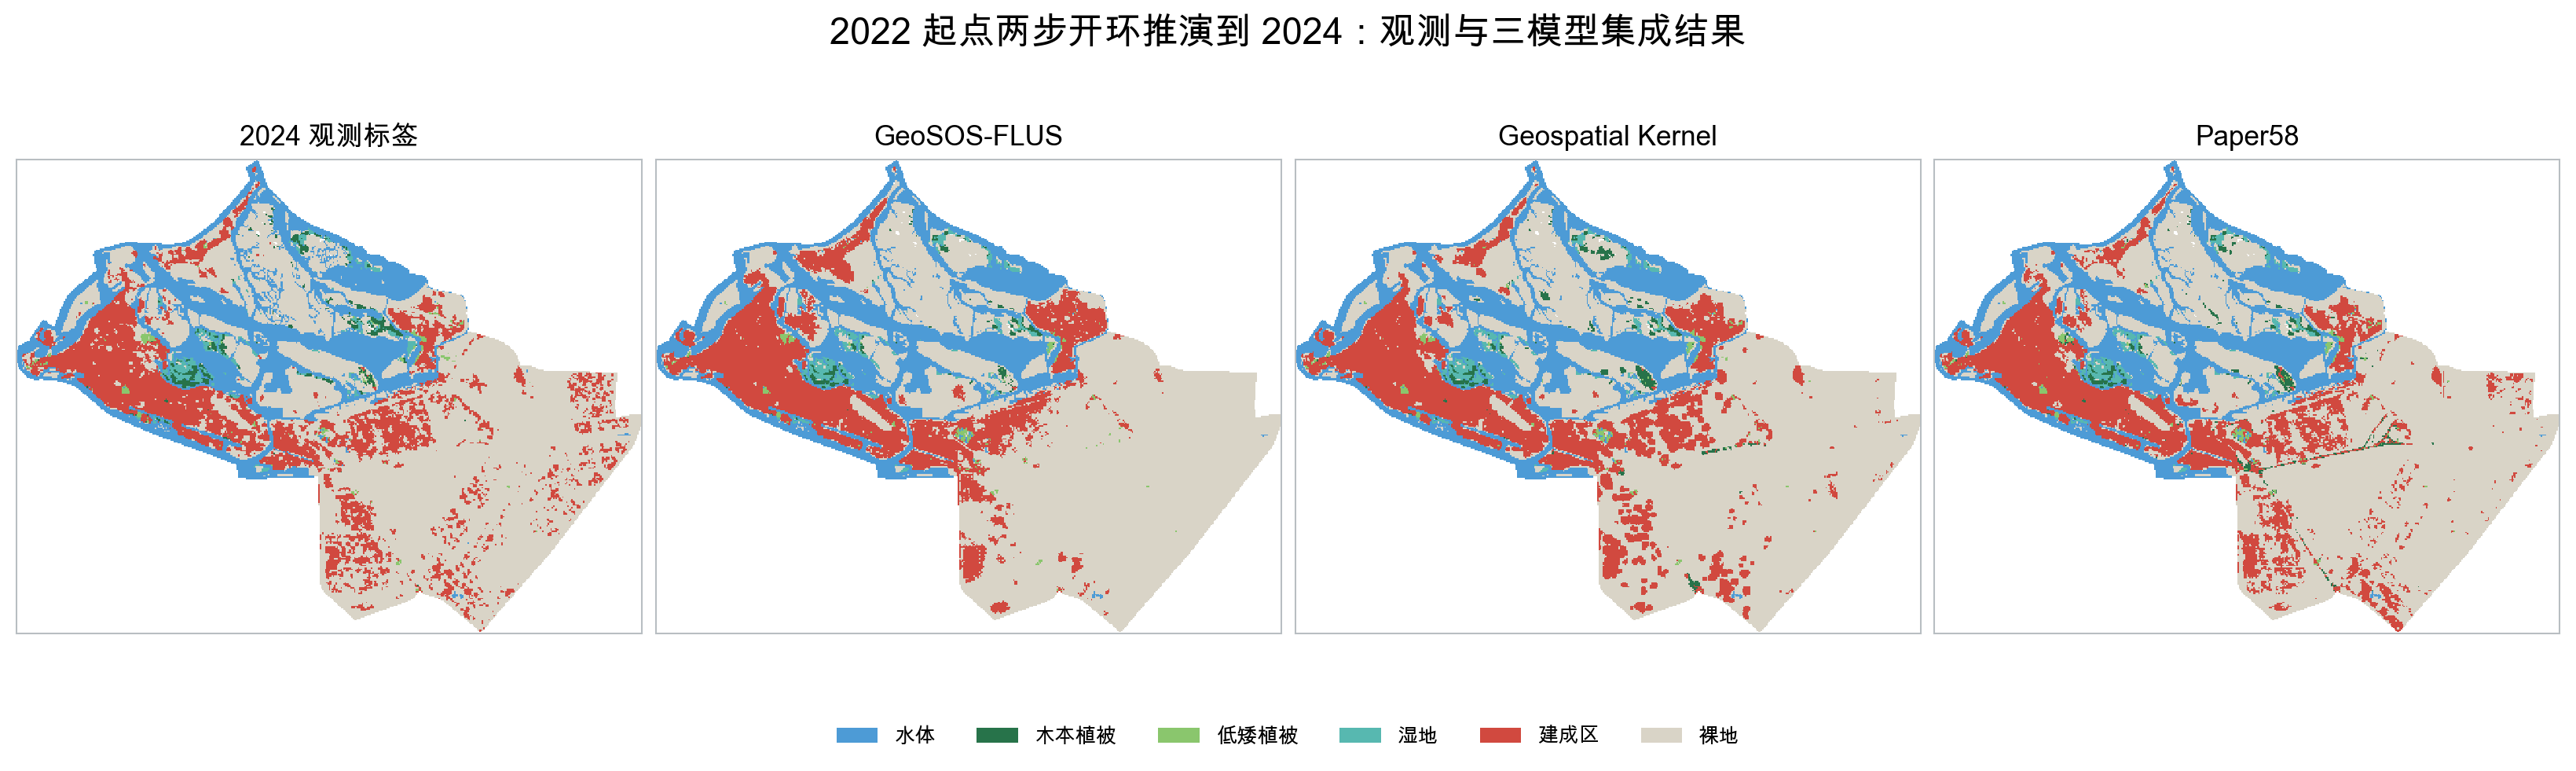 2022 起点两步开环推演到 2024：观测与三模型集成结果
2024 观测标签
GeoSOS-FLUS
Geospatial Kernel
Paper58
水体
木本植被
低矮植被
湿地
建成区
裸地